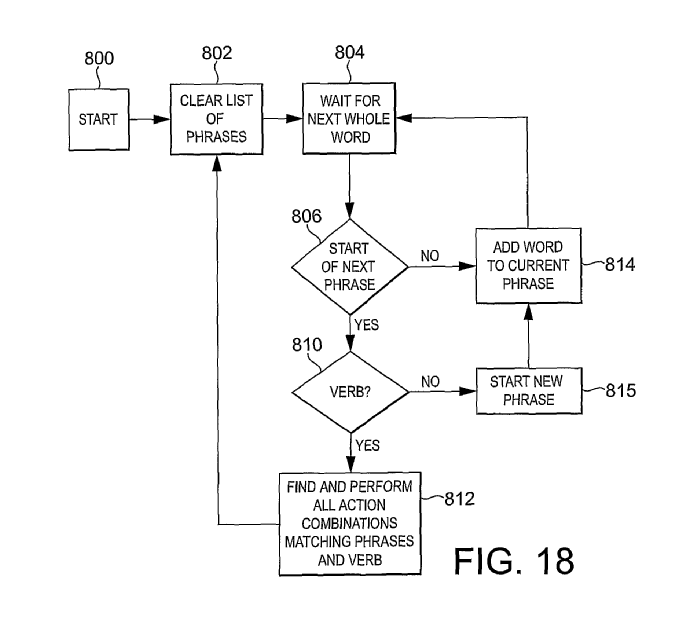 800
START
802
CLEAR LIST
OF
PHRASES
804
WAIT FOR
NEXT WHOLE
WORD
806
START
OF NEXT
PHRASE
NO
YES
ADD WORD
TO CURRENT
PHRASE
814
810
VERB?
NO
YES
START NEW
PHRASE
815
FIND AND PERFORM
ALL ACTION
COMBINATIONS
MATCHING PHRASES
AND VERB
812
FIG. 18